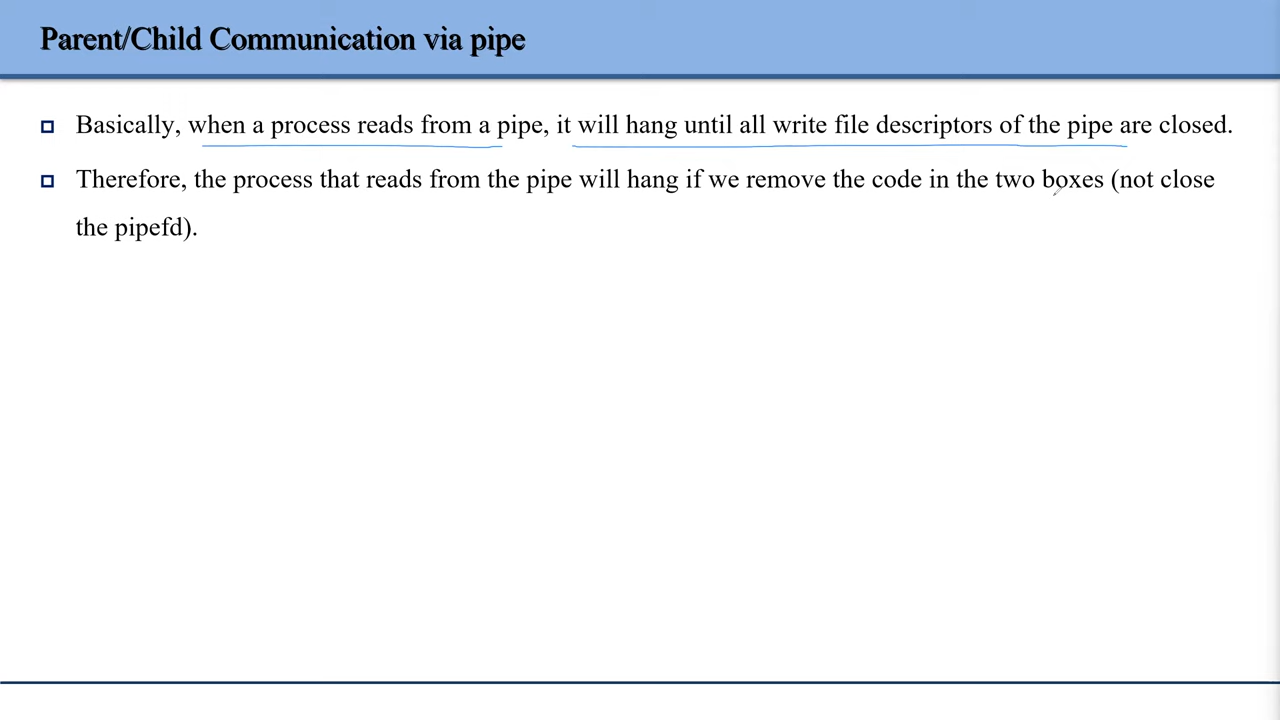 Parent/Child Communication via pipe
Basically, when a process reads from a pipe, it will hang until all write file descriptors of the pipe are closed.
Therefore, the process that reads from the pipe will hang if we remove the code in the two boxes (not close
the pipefd).